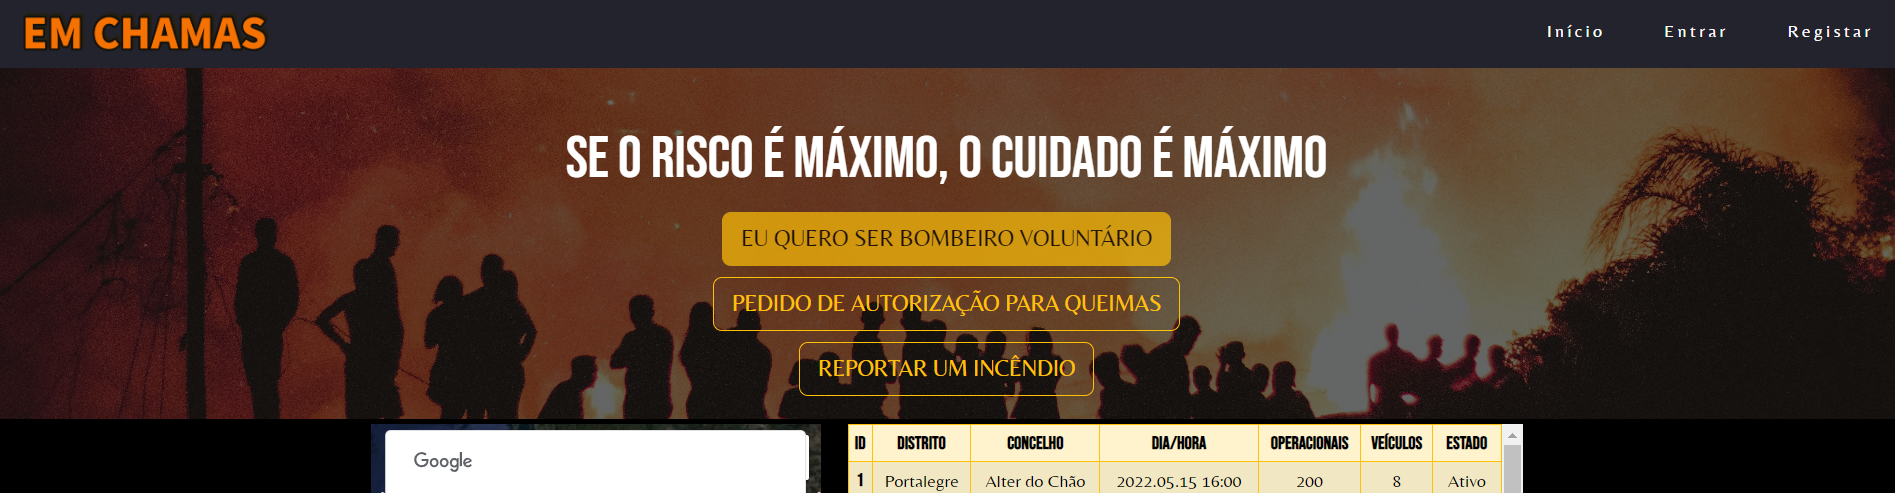 EM CHAMAS
Início Entrar Registar
SE O RISCO É MÁXIMO, O CUIDADO É MÁXIMO
EU QUERO SER BOMBEIRO VOLUNTÁRIO
PEDIDO DE AUTORIZAÇÃO PARA QUEIMAS
REPORTAR UM INCÊNDIO
Google
ID DISTRITO CONCELHO DIA/HORA OPERACIONAIS VEÍCULOS ESTADO
1 Portalegre Alter do Chão 2022.05.15 16:00 200 8 Ativo